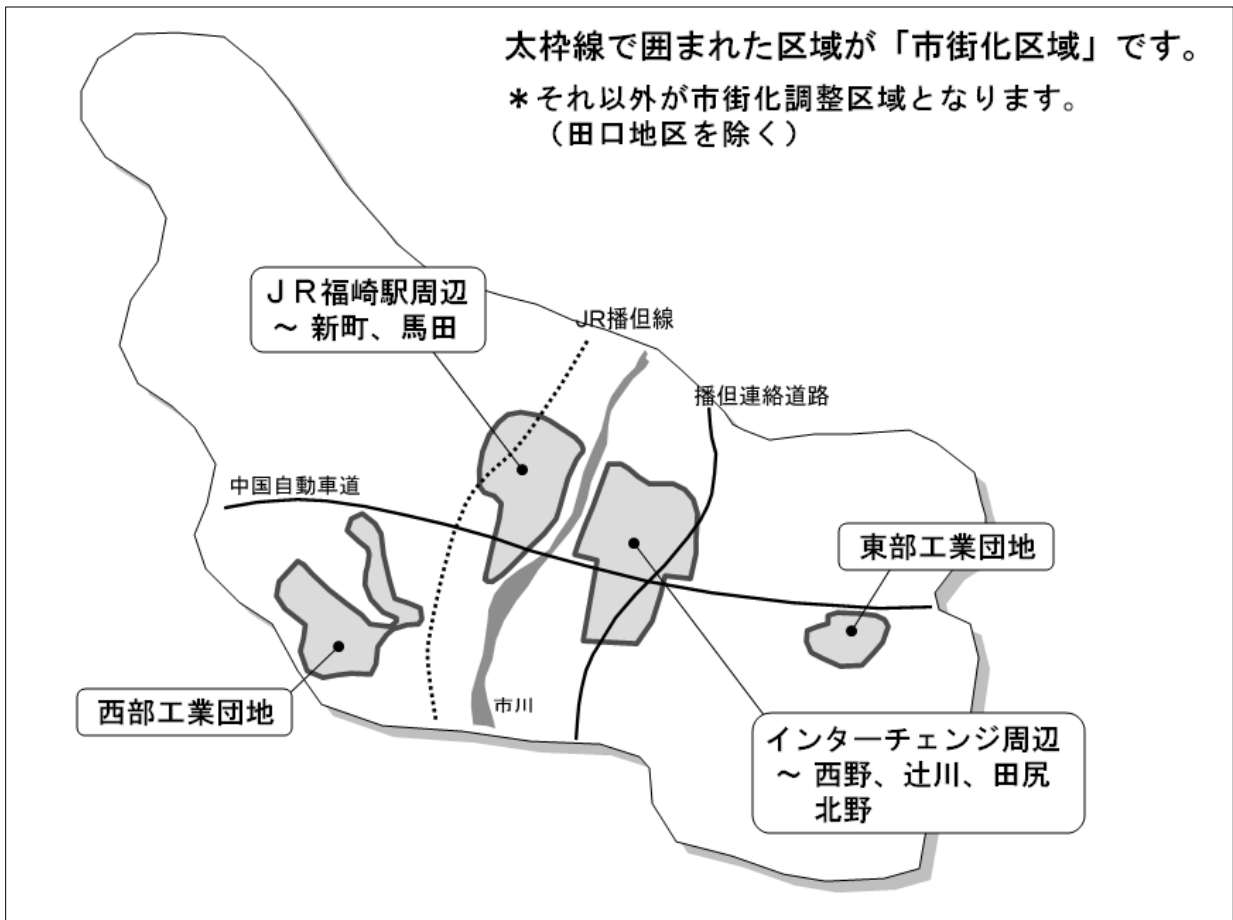 太枠線で囲まれた区域が「市街化区域」です。
＊それ以外が市街化調整区域となります。
（田口地区を除く）
ＪＲ福崎駅周辺
～ 新町、馬田
JR播但線
播但連絡道路
中国自動車道
東部工業団地
西部工業団地
市川
インターチェンジ周辺
～ 西野、辻川、田尻
北野